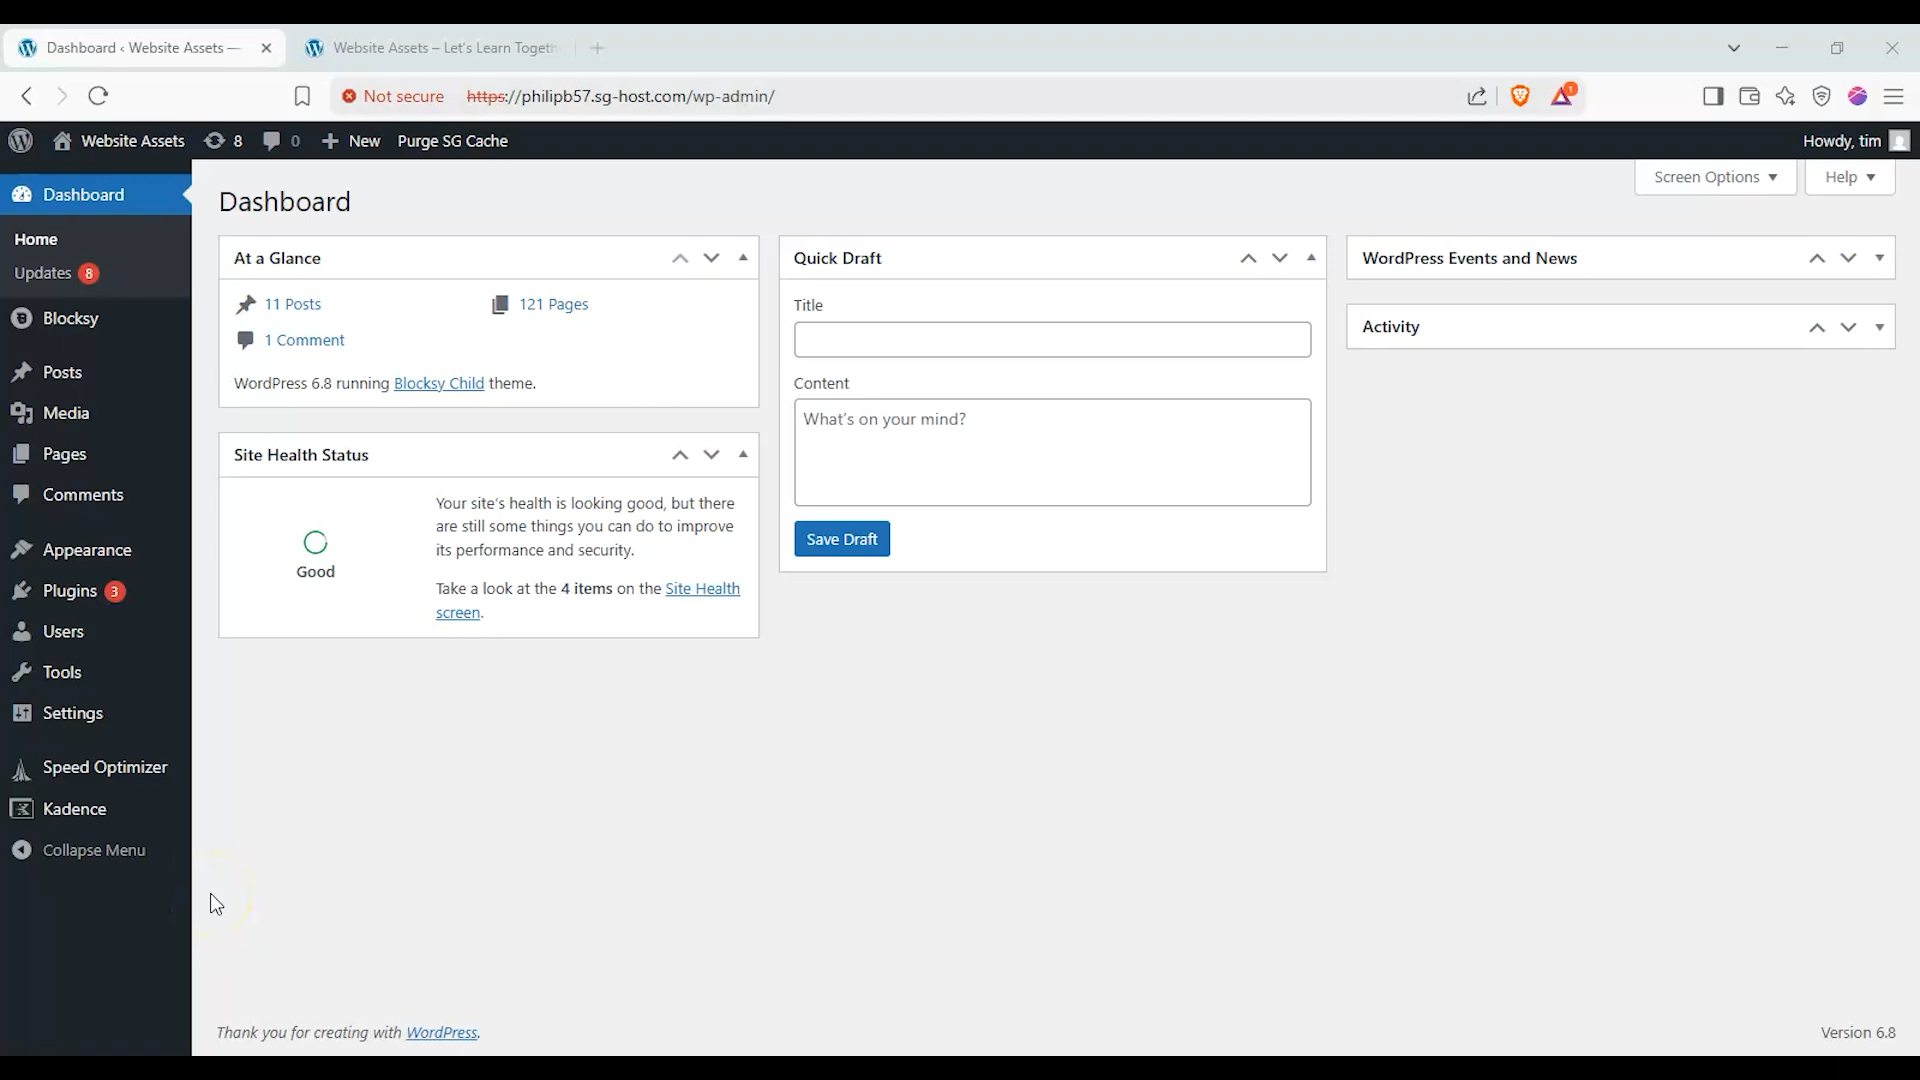 Dashboard ‹ Website Assets —
Website Assets – Let's Learn Togeth
Not secure https://philipb57.sg-host.com/wp-admin/
1
Website Assets 8 0 New Purge SG Cache Howdy, tim
Screen Options Help
Dashboard
Home
Updates 8
Blocksy
Posts
Media
Pages
Comments
Appearance
Plugins 3
Users
Tools
Settings
Speed Optimizer
Kadence
Collapse Menu
Dashboard
At a Glance
11 Posts 121 Pages
1 Comment
WordPress 6.8 running Blocksy Child theme.
Site Health Status
Good
Your site's health is looking good, but there
are still some things you can do to improve
its performance and security.
Take a look at the 4 items on the Site Health
screen.
Quick Draft
Title
Content
What's on your mind?
Save Draft
WordPress Events and News
Activity
Thank you for creating with WordPress.
Version 6.8